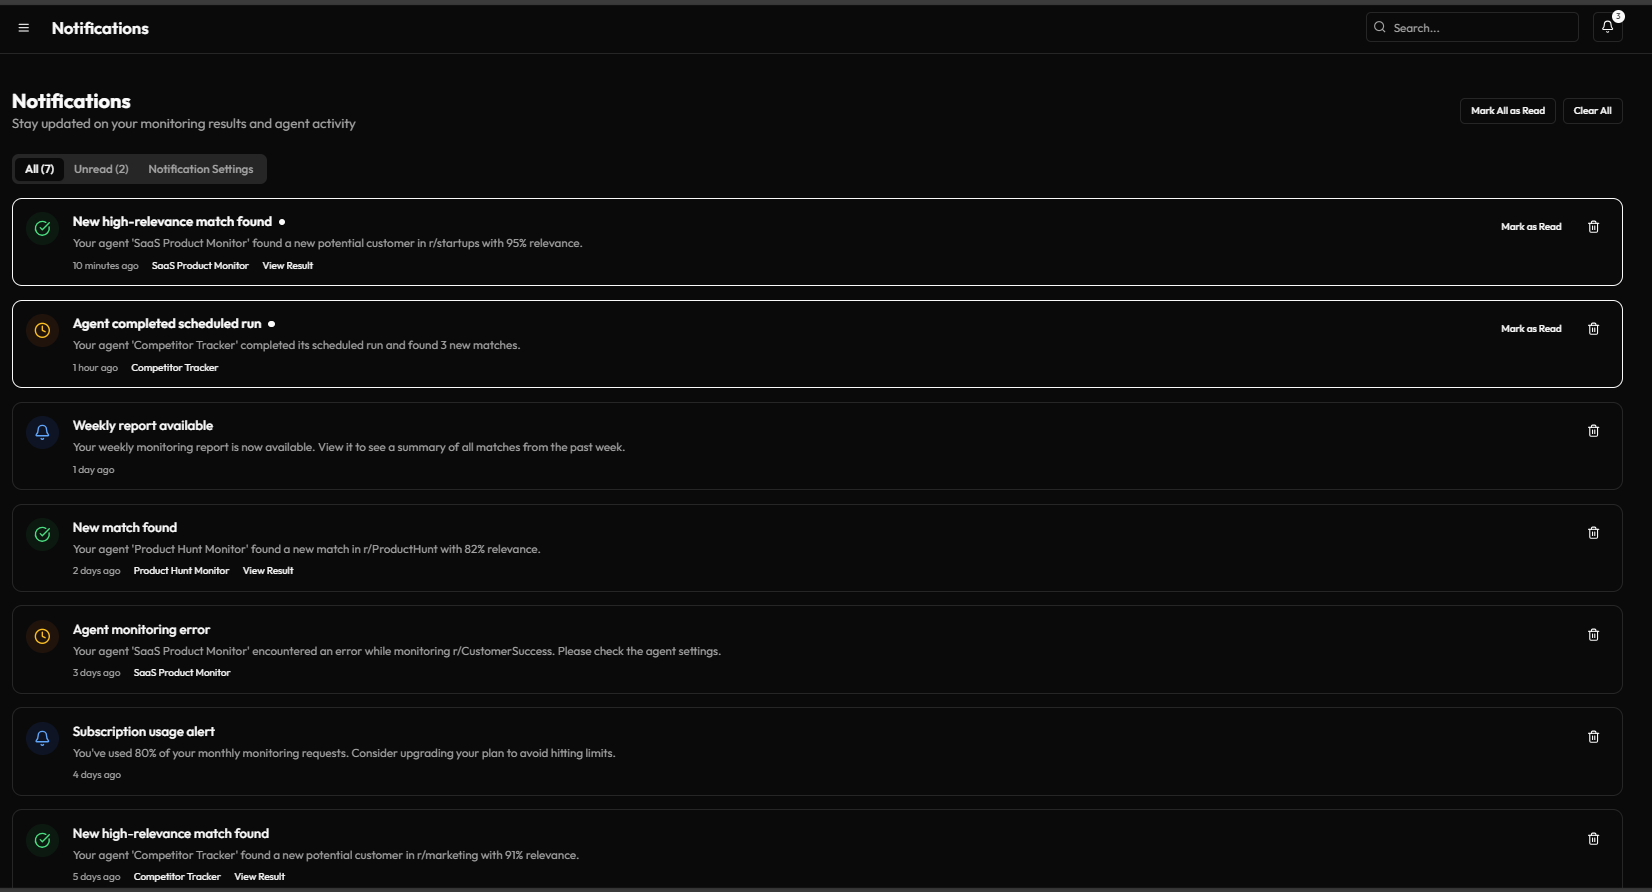 Notifications
Search...
3
Notifications
Stay updated on your monitoring results and agent activity
Mark All as Read
Clear All
All (7)
Unread (2)
Notification Settings
New high-relevance match found
Your agent 'SaaS Product Monitor' found a new potential customer in r/startups with 95% relevance.
10 minutes ago SaaS Product Monitor View Result
Mark as Read
Agent completed scheduled run
Your agent 'Competitor Tracker' completed its scheduled run and found 3 new matches.
1 hour ago Competitor Tracker
Mark as Read
Weekly report available
Your weekly monitoring report is now available. View it to see a summary of all matches from the past week.
1 day ago
New match found
Your agent 'Product Hunt Monitor' found a new match in r/ProductHunt with 82% relevance.
2 days ago Product Hunt Monitor View Result
Agent monitoring error
Your agent 'SaaS Product Monitor' encountered an error while monitoring r/CustomerSuccess. Please check the agent settings.
3 days ago SaaS Product Monitor
Subscription usage alert
You've used 80% of your monthly monitoring requests. Consider upgrading your plan to avoid hitting limits.
4 days ago
New high-relevance match found
Your agent 'Competitor Tracker' found a new potential customer in r/marketing with 91% relevance.
5 days ago Competitor Tracker View Result